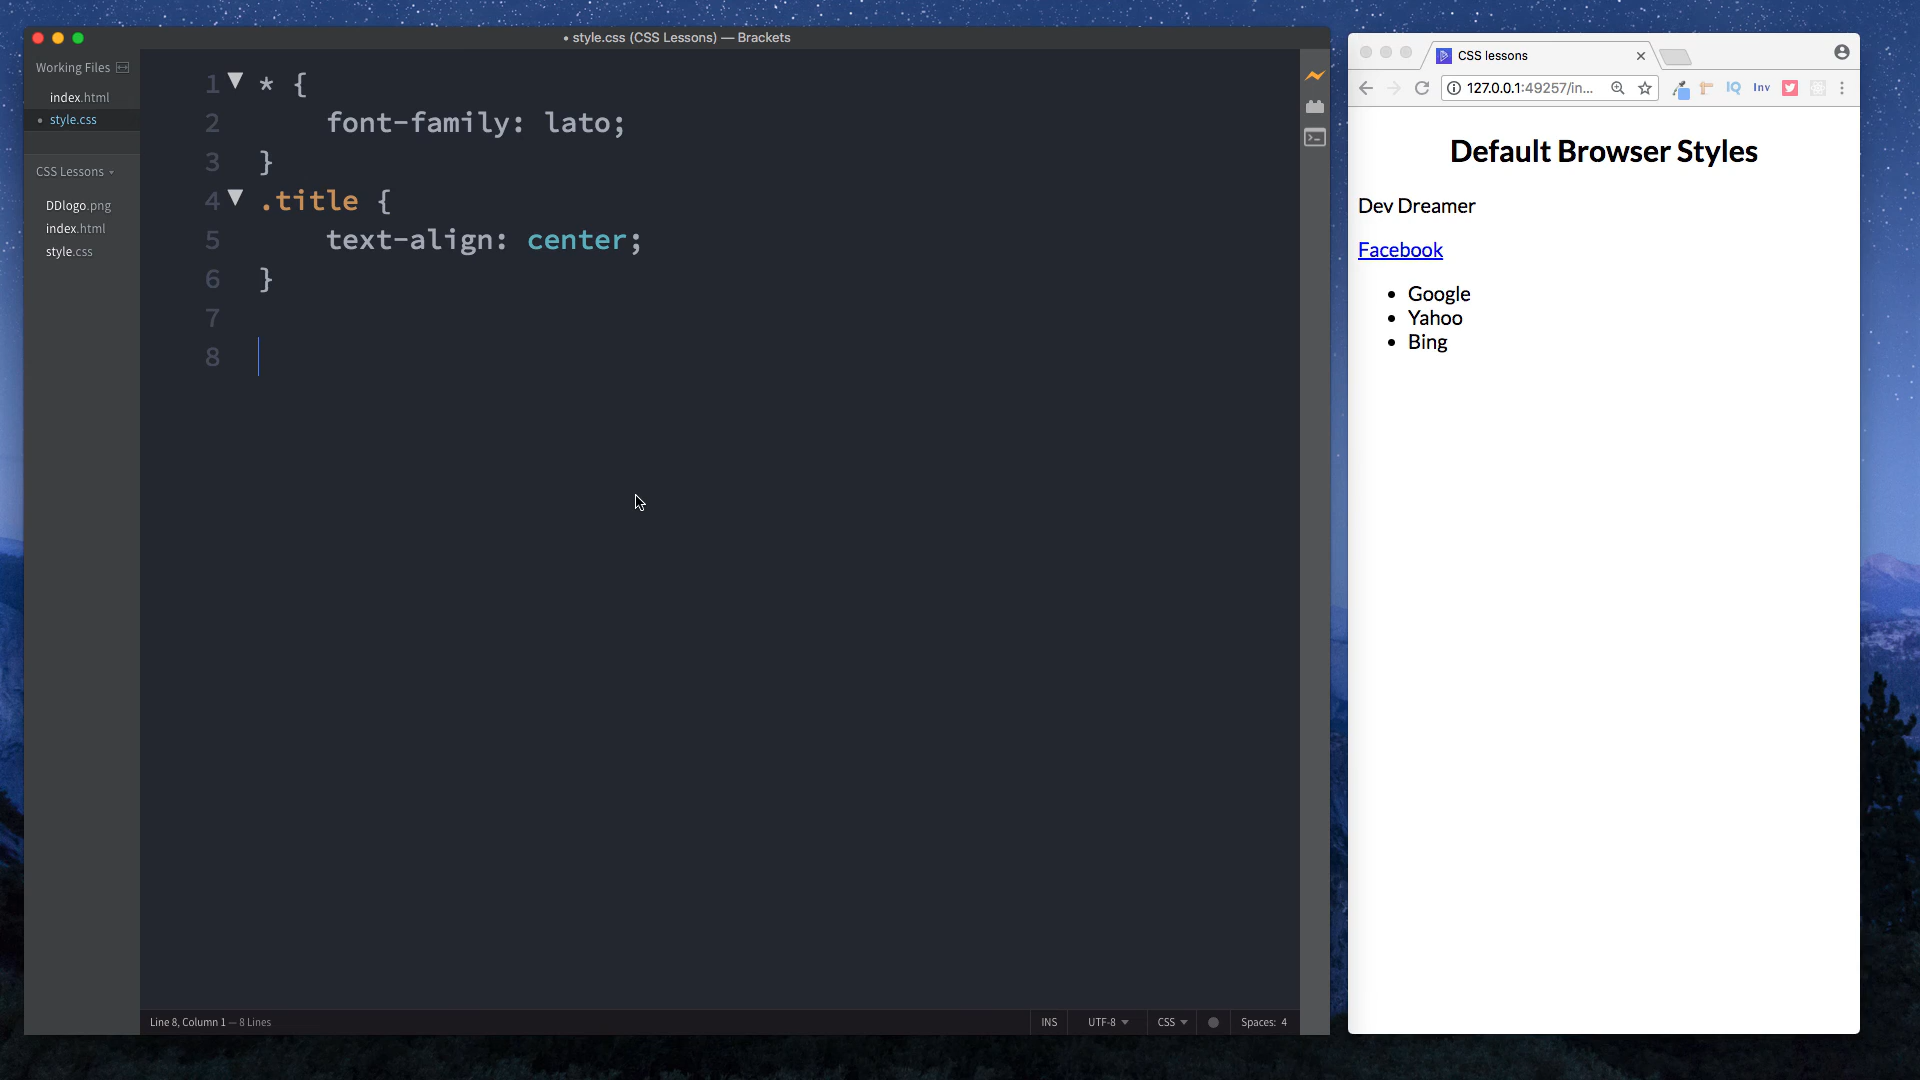 • style.css (CSS Lessons) — Brackets
Working Files
index.html
• style.css
CSS Lessons
DDlogo.png
index.html
style.css
1 * {
2 font-family: lato;
3 }
4 .title {
5 text-align: center;
6 }
7
8
Line 8, Column 1 — 8 Lines
INS
UTF-8
CSS
Spaces: 4
CSS lessons
127.0.0.1:49257/in...
IQ
Inv
Default Browser Styles
Dev Dreamer
Facebook
• Google
• Yahoo
• Bing